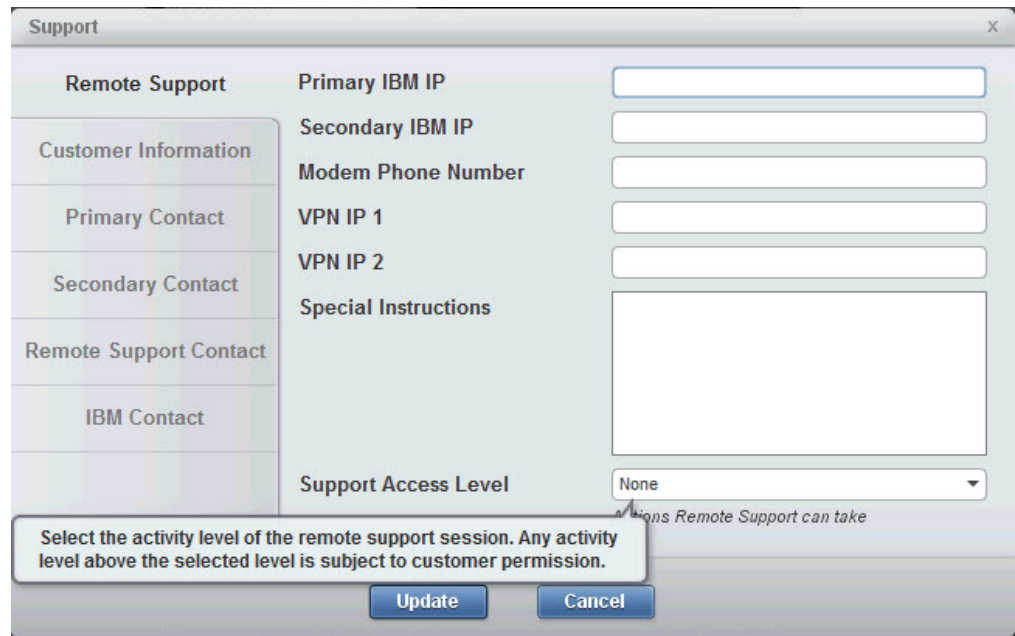 Support
x
Remote Support
Customer Information
Primary Contact
Secondary Contact
Remote Support Contact
IBM Contact
Primary IBM IP
Secondary IBM IP
Modem Phone Number
VPN IP 1
VPN IP 2
Special Instructions
Support Access Level
None
Actions Remote Support can take
Select the activity level of the remote support session. Any activity
level above the selected level is subject to customer permission.
Update
Cancel